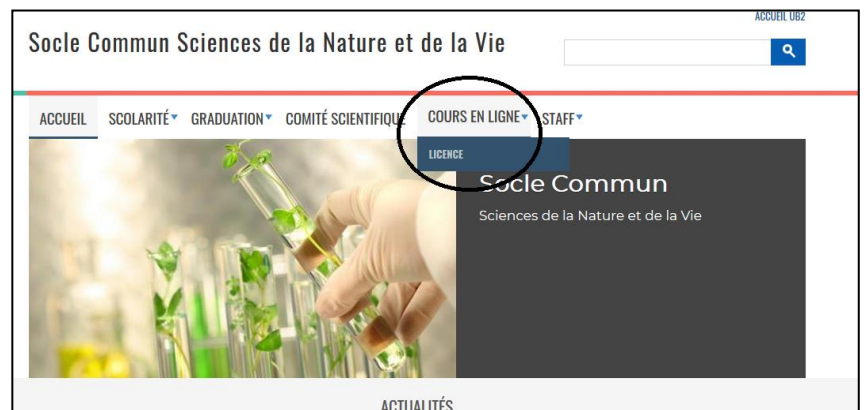 ACCUEIL UB2
Socle Commun Sciences de la Nature et de la Vie
ACCUEIL SCOLARITÉ GRADUATION COMITÉ SCIENTIFIQUE COURS EN LIGNE STAFF
LICENCE
Socle Commun
Sciences de la Nature et de la Vie
ACTUALITÉS